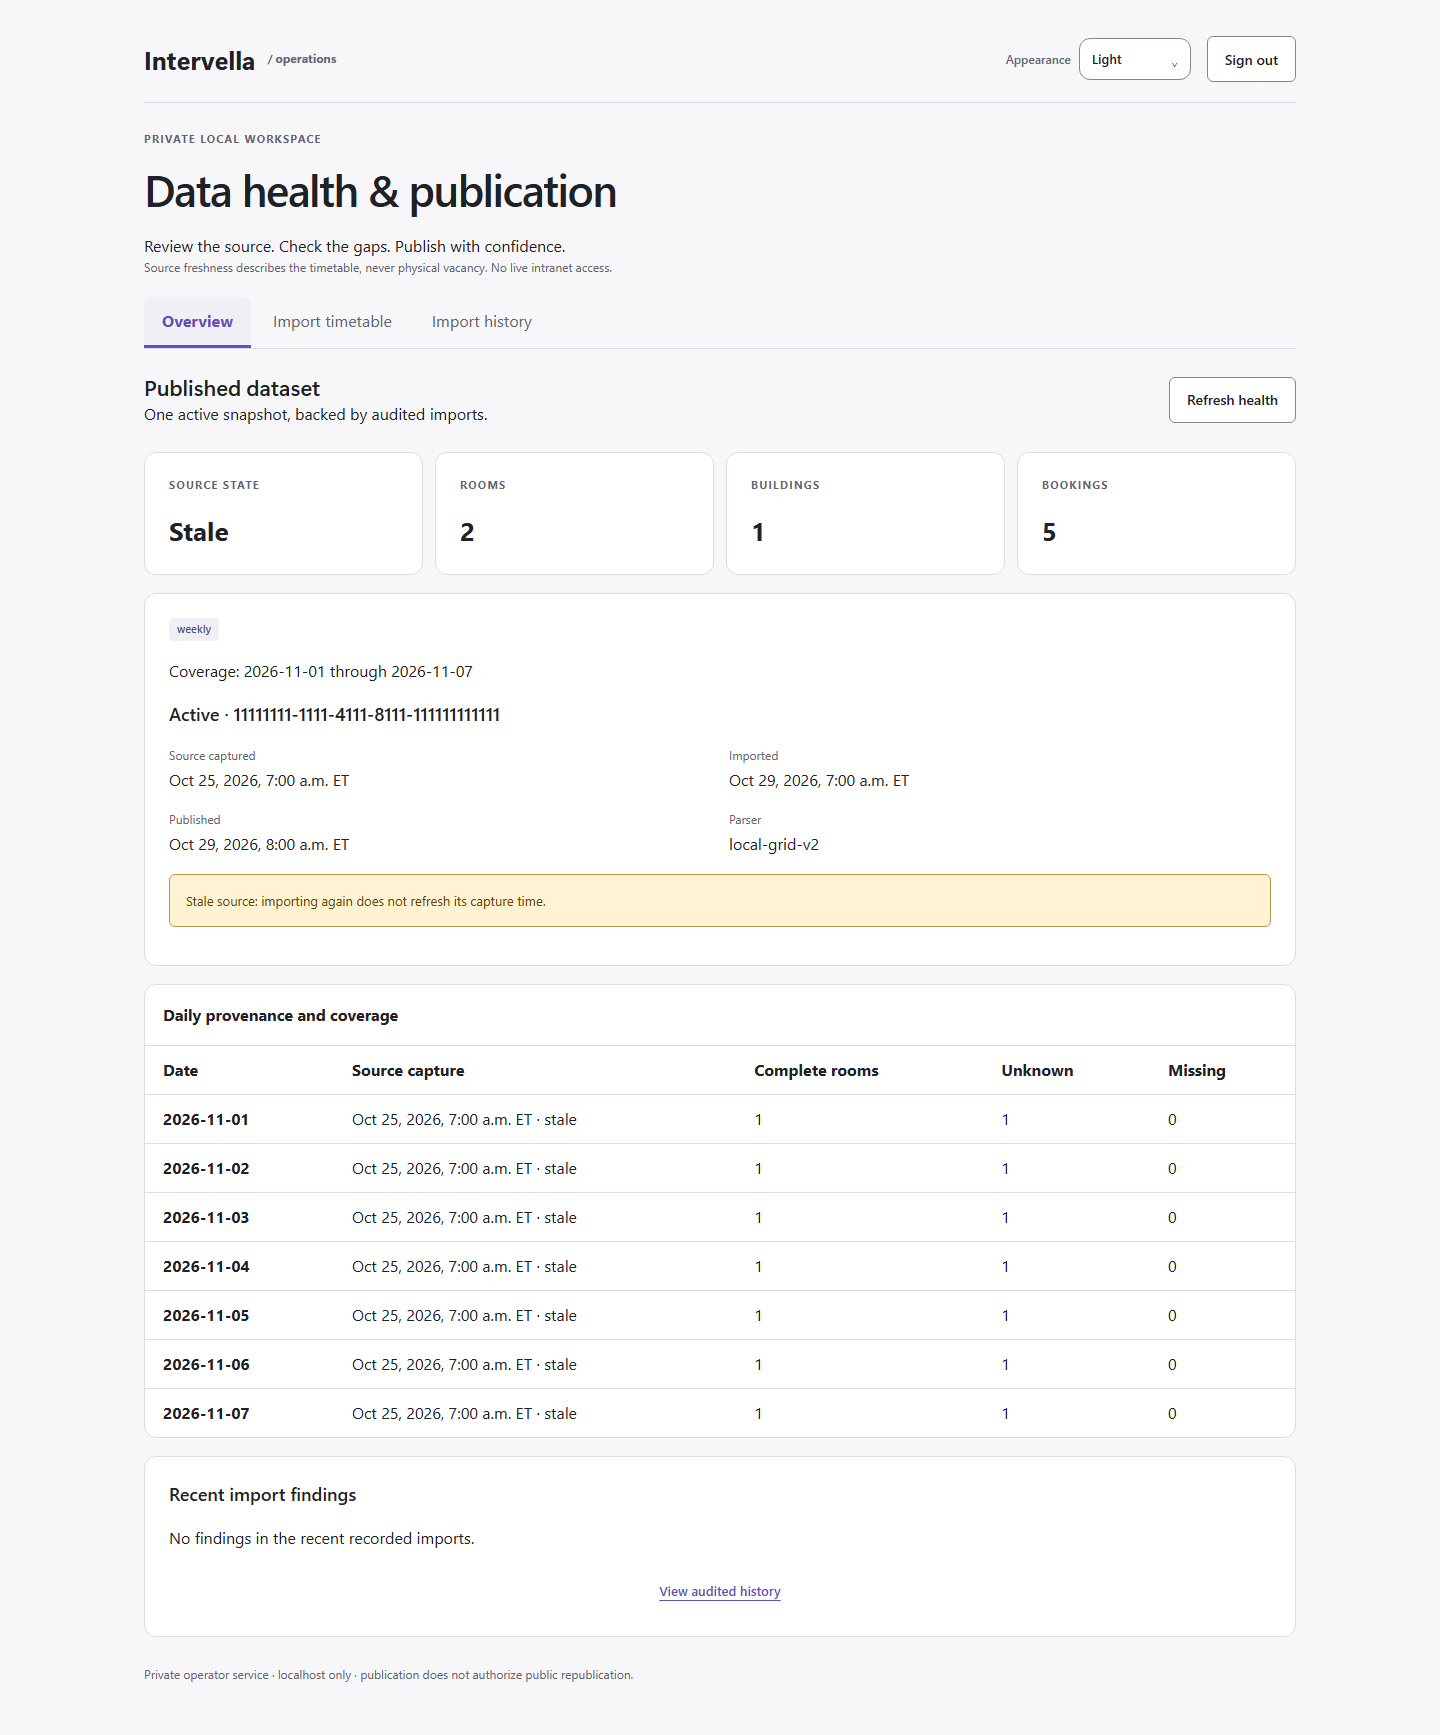 Intervella / operations
Appearance Light Sign out
PRIVATE LOCAL WORKSPACE
Data health & publication
Review the source. Check the gaps. Publish with confidence.
Source freshness describes the timetable, never physical vacancy. No live intranet access.
Overview Import timetable Import history
Published dataset
One active snapshot, backed by audited imports.
Refresh health
SOURCE STATE ROOMS BUILDINGS BOOKINGS
Stale 2 1 5
weekly
Coverage: 2026-11-01 through 2026-11-07
Active · 11111111-1111-4111-8111-111111111111
Source captured Imported
Oct 25, 2026, 7:00 a.m. ET Oct 29, 2026, 7:00 a.m. ET
Published Parser
Oct 29, 2026, 8:00 a.m. ET local-grid-v2
Stale source: importing again does not refresh its capture time.
Daily provenance and coverage
Date Source capture Complete rooms Unknown Missing
2026-11-01 Oct 25, 2026, 7:00 a.m. ET · stale 1 1 0
2026-11-02 Oct 25, 2026, 7:00 a.m. ET · stale 1 1 0
2026-11-03 Oct 25, 2026, 7:00 a.m. ET · stale 1 1 0
2026-11-04 Oct 25, 2026, 7:00 a.m. ET · stale 1 1 0
2026-11-05 Oct 25, 2026, 7:00 a.m. ET · stale 1 1 0
2026-11-06 Oct 25, 2026, 7:00 a.m. ET · stale 1 1 0
2026-11-07 Oct 25, 2026, 7:00 a.m. ET · stale 1 1 0
Recent import findings
No findings in the recent recorded imports.
View audited history
Private operator service · localhost only · publication does not authorize public republication.